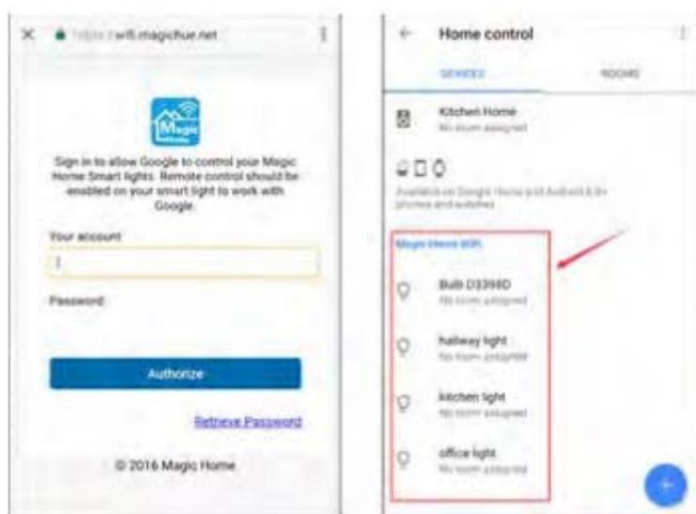 https://wifi.magichue.net
Magic
Home
Sign in to allow Google to control your Magic
Home Smart lights. Remote control should be
enabled on your smart light to work with
Google.
Your account
Password
Authorize
Retrieve Password
© 2016 Magic Home
Home control
DEVICES
ROOMS
Kitchen Home
No room assigned
Available on Google Home and Android 6.0+
phones and watches
Magic Home WiFi
Bulb D3398D
No room assigned
hallway light
No room assigned
kitchen light
No room assigned
office light
No room assigned